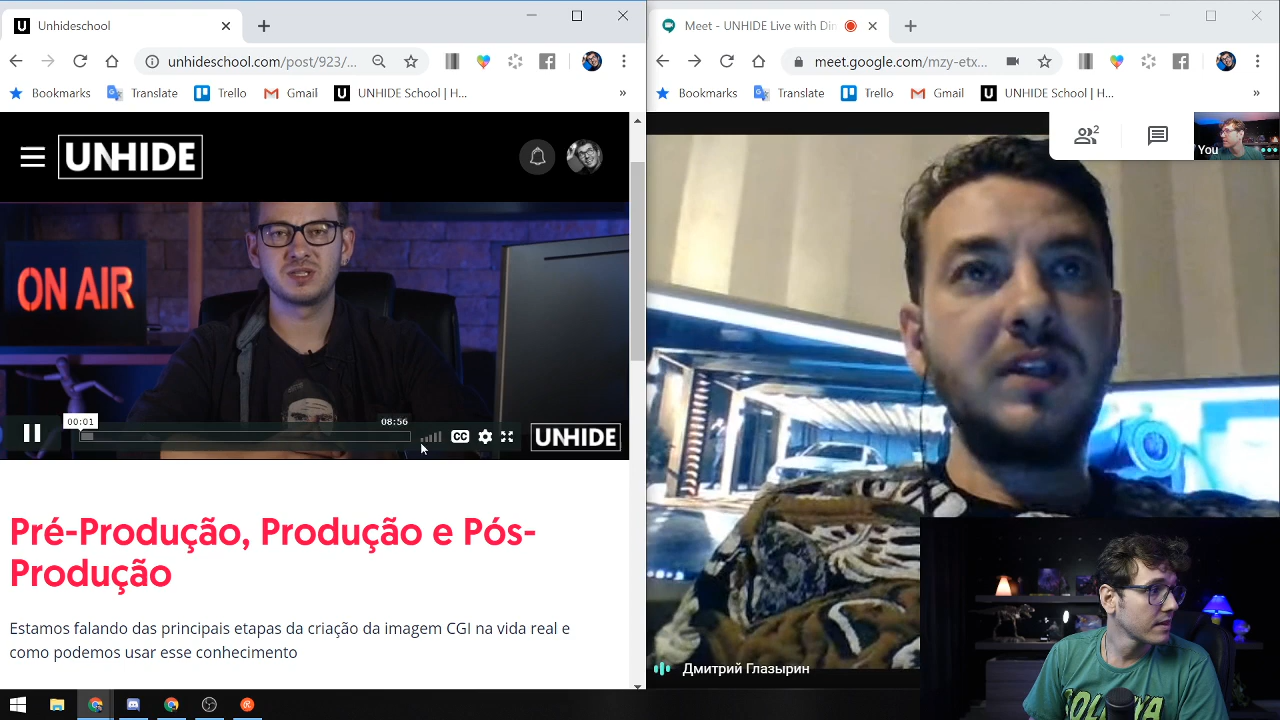 Unhideschool
unhideschool.com/post/923/...
Bookmarks
Translate
Trello
Gmail
UNHIDE School | H...
»
UNHIDE
ON AIR
00:01
08:56
CC
UNHIDE
Pré-Produção, Produção e Pós-
Produção
Estamos falando das principais etapas da criação da imagem CGI na vida real e
como podemos usar esse conhecimento
Meet - UNHIDE Live with Dim
meet.google.com/mzy-etx...
Bookmarks
Translate
Trello
Gmail
UNHIDE School | H...
»
2
You
Дмитрий Глазырин